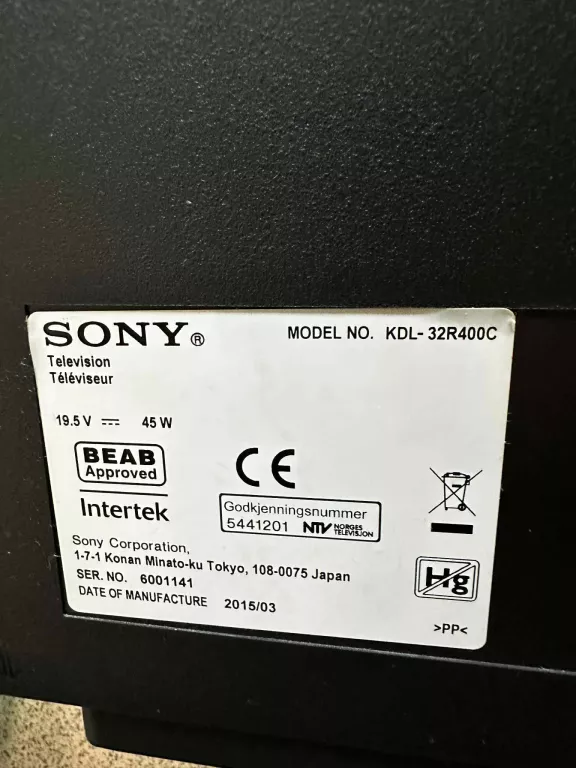 SONY®
MODEL NO. KDL-32R400C
Television
Téléviseur
19.5 V ⎓ 45 W
BEAB
Approved
Intertek
CE
Godkjenningsnummer
5441201 NTV NORGES
TELEVISJON
Sony Corporation,
1-7-1 Konan Minato-ku Tokyo, 108-0075 Japan
SER. NO. 6001141
DATE OF MANUFACTURE 2015/03
Hg
>PP<